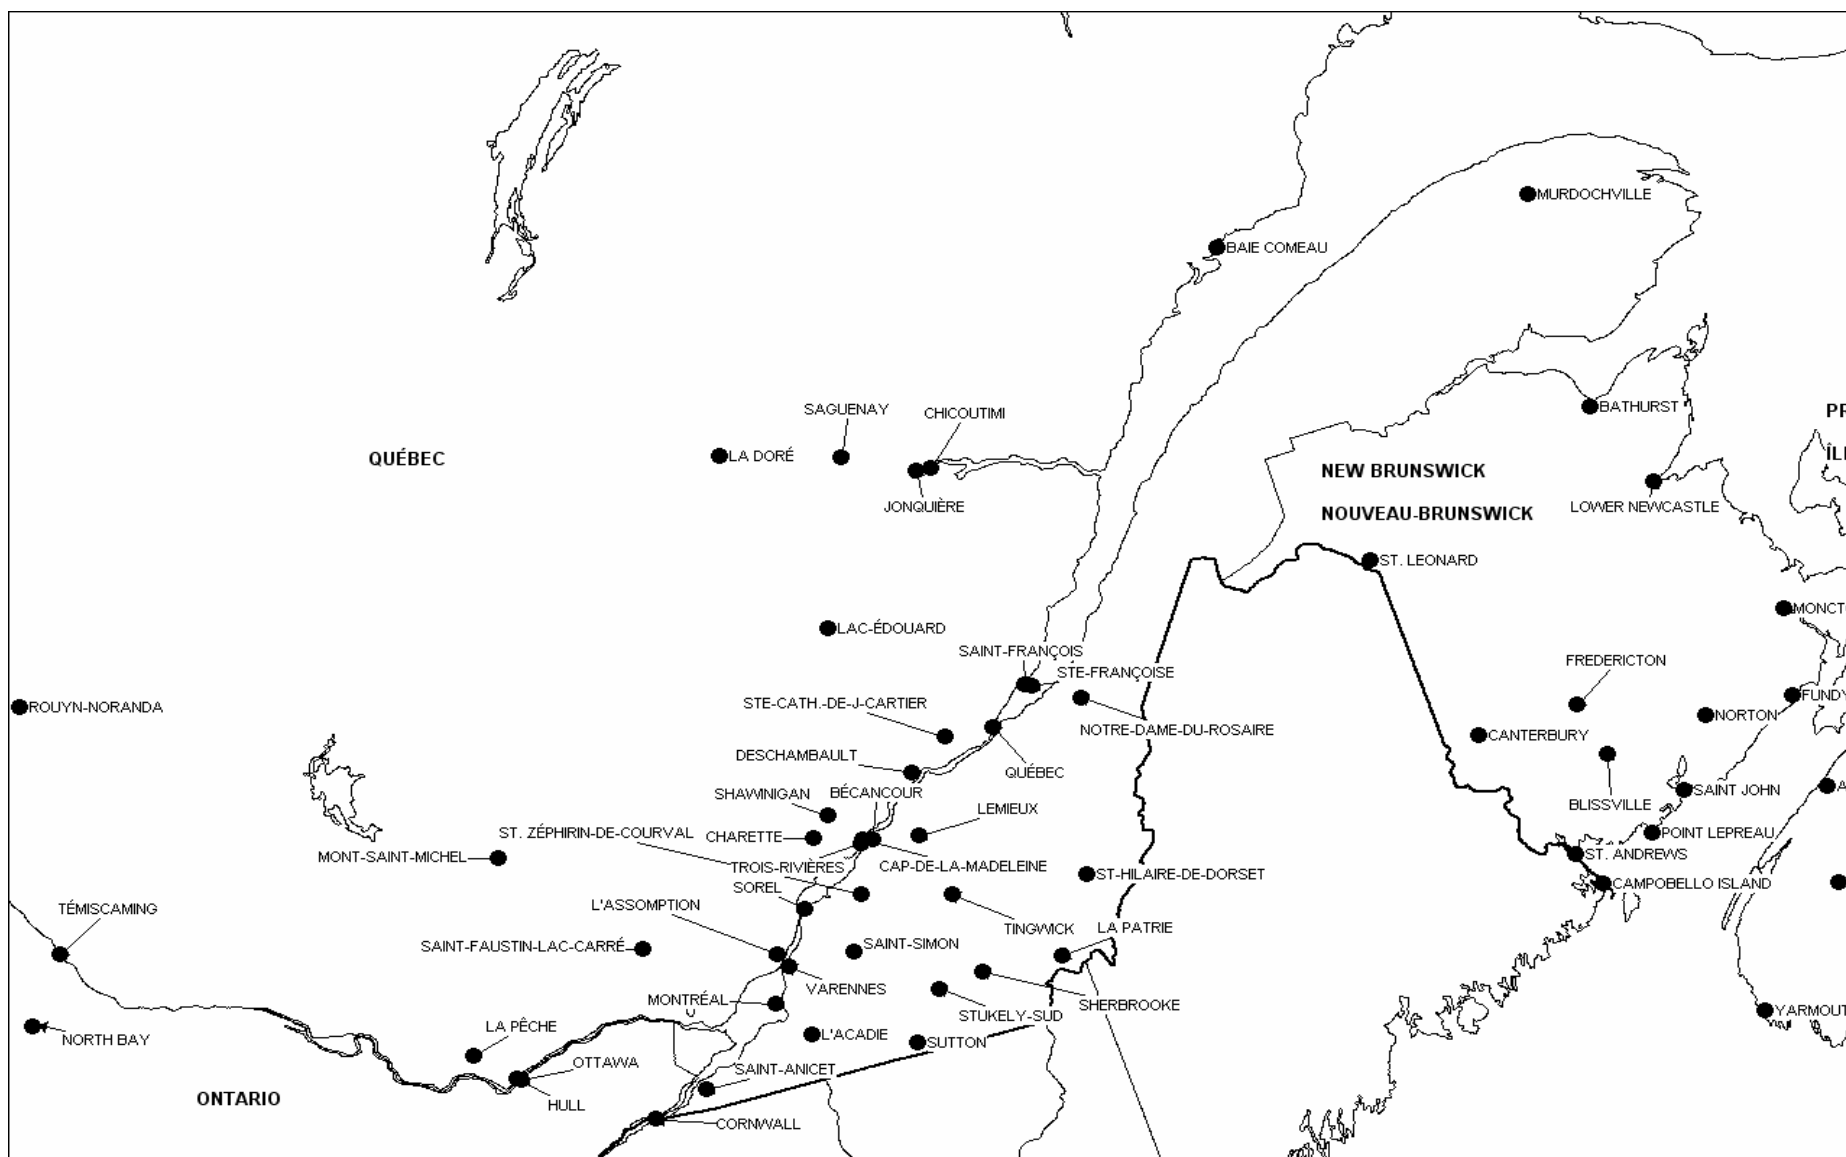 MURDOCHVILLE
BAIE COMEAU
SAGUENAY
CHICOUTIMI
BATHURST
PR
QUÉBEC
LA DORÉ
ÎLE
NEW BRUNSWICK
JONQUIÈRE
LOWER NEWCASTLE
NOUVEAU-BRUNSWICK
ST. LEONARD
MONCTO
LAC-ÉDOUARD
SAINT-FRANÇOIS
FREDERICTON
STE-FRANÇOISE
FUNDY
STE-CATH.-DE-J-CARTIER
ROUYN-NORANDA
NORTON
NOTRE-DAME-DU-ROSAIRE
CANTERBURY
DESCHAMBAULT
QUÉBEC
A
SAINT JOHN
SHAWINIGAN
BÉCANCOUR
BLISSVILLE
LEMIEUX
ST. ZÉPHIRIN-DE-COURVAL
CHARETTE
POINT LEPREAU
MONT-SAINT-MICHEL
TROIS-RIVIÈRES
CAP-DE-LA-MADELEINE
ST. ANDREWS
ST-HILAIRE-DE-DORSET
SOREL
CAMPOBELLO ISLAND
L'ASSOMPTION
TÉMISCAMING
TINGWICK
LA PATRIE
SAINT-FAUSTIN-LAC-CARRÉ
SAINT-SIMON
VARENNES
MONTRÉAL
SHERBROOKE
STUKELY-SUD
YARMOUT
LA PÊCHE
L'ACADIE
NORTH BAY
SUTTON
OTTAWA
SAINT-ANICET
ONTARIO
HULL
CORNWALL